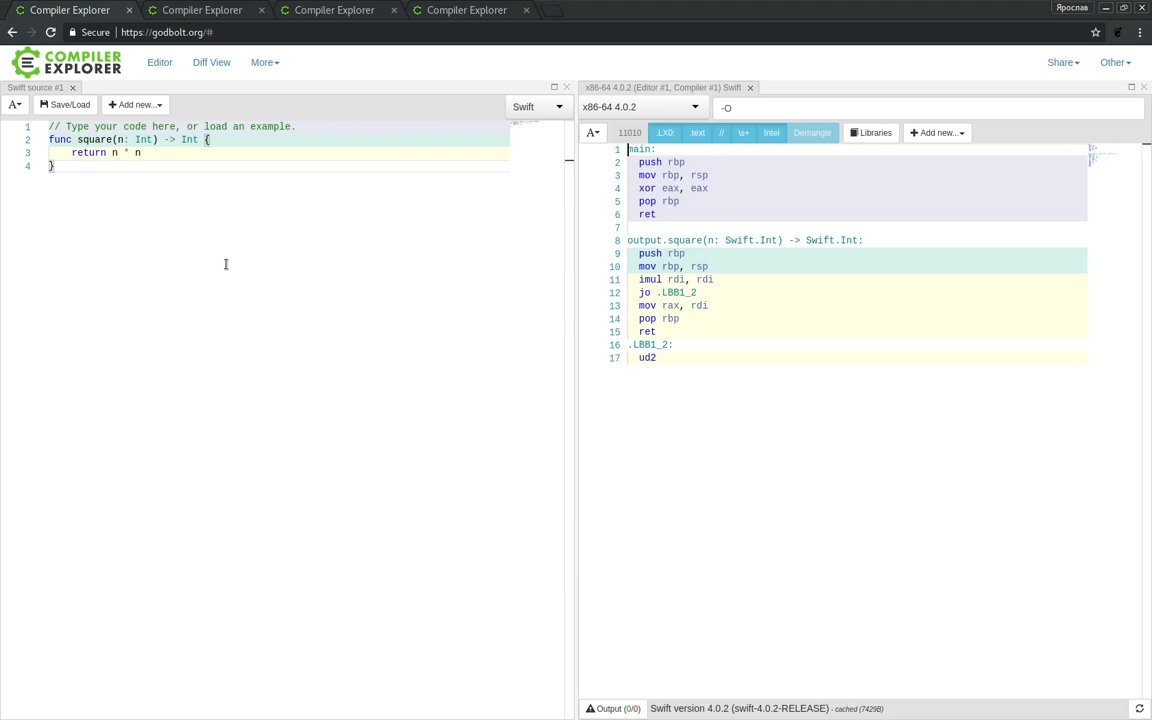 Compiler Explorer × Compiler Explorer × Compiler Explorer × Compiler Explorer × Ярослав
Secure https://godbolt.org/#
COMPILER EXPLORER Editor Diff View More Share Other
Swift source #1 ×
A Save/Load + Add new... Swift
1 // Type your code here, or load an example.
2 func square(n: Int) -> Int {
3 return n * n
4 }
x86-64 4.0.2 (Editor #1, Compiler #1) Swift ×
x86-64 4.0.2 -O
A 11010 .LX0: .text // \s+ Intel Demangle Libraries + Add new...
1 main:
2 push rbp
3 mov rbp, rsp
4 xor eax, eax
5 pop rbp
6 ret
7
8 output.square(n: Swift.Int) -> Swift.Int:
9 push rbp
10 mov rbp, rsp
11 imul rdi, rdi
12 jo .LBB1_2
13 mov rax, rdi
14 pop rbp
15 ret
16 .LBB1_2:
17 ud2
Output (0/0) Swift version 4.0.2 (swift-4.0.2-RELEASE) - cached (7429B)